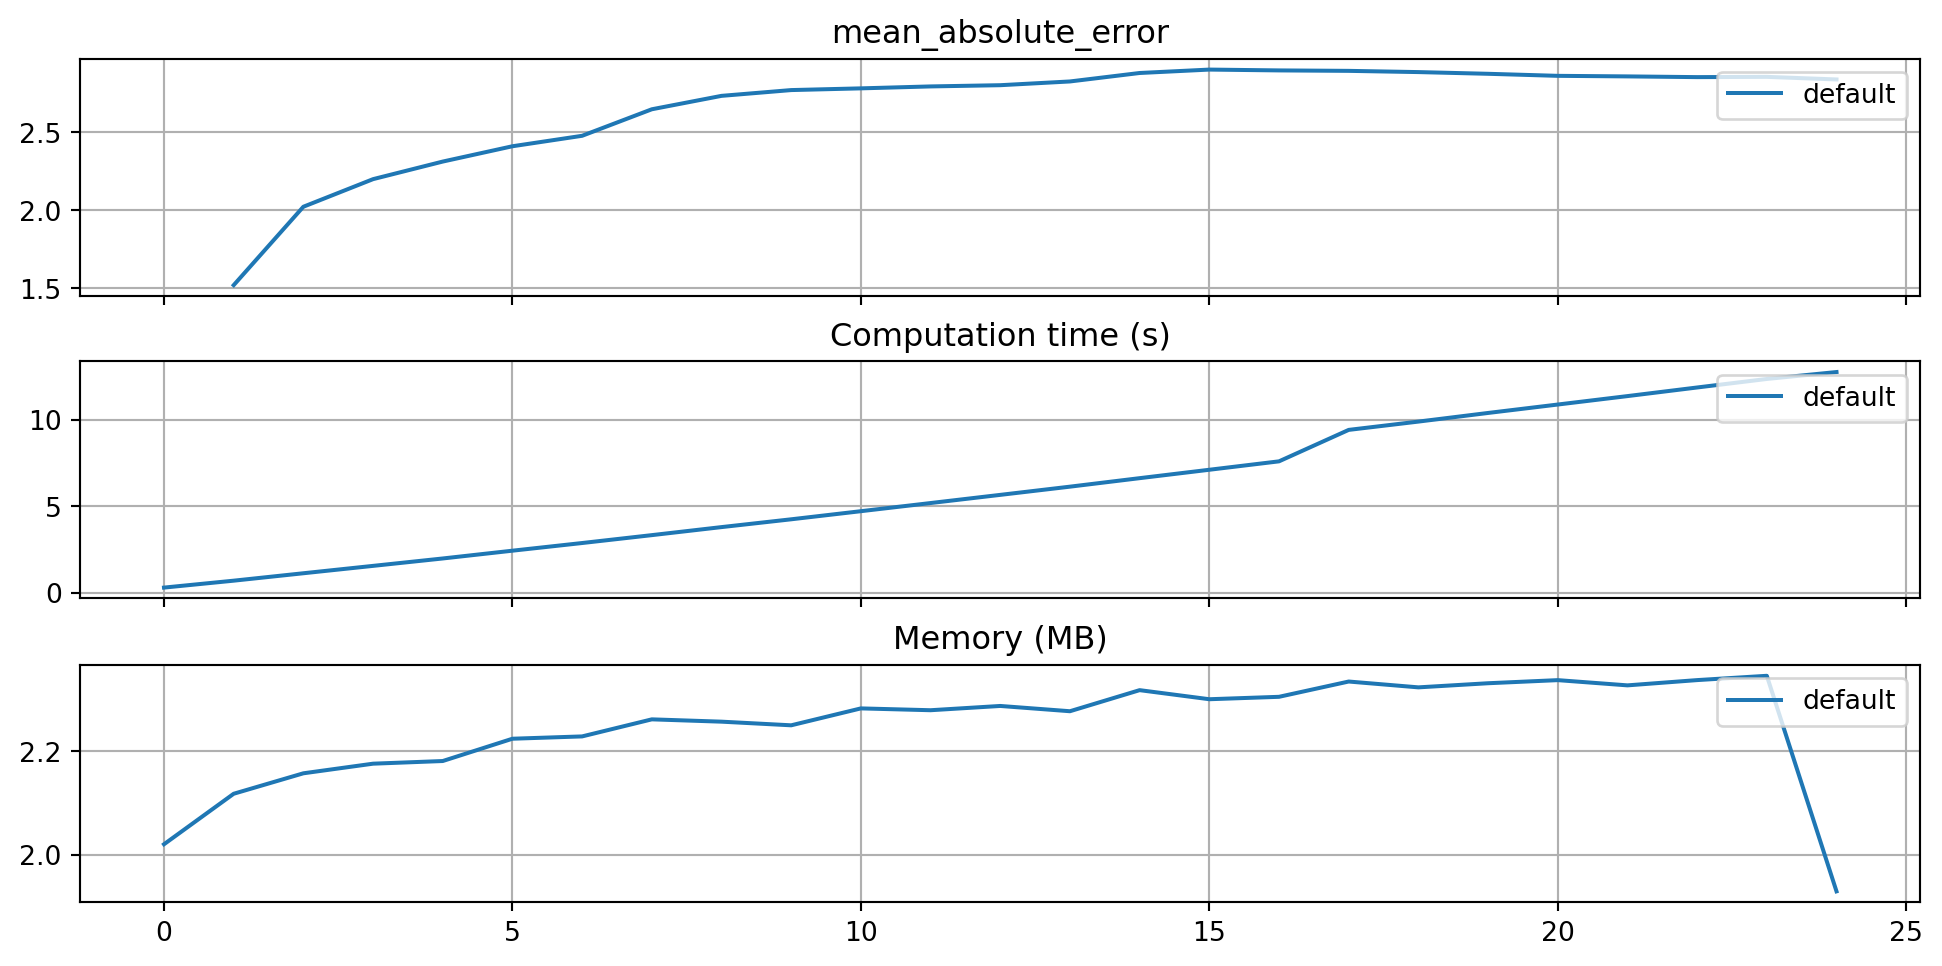 mean_absolute_error
2.5
2.0
1.5
default
Computation time (s)
10
5
0
default
Memory (MB)
2.2
2.0
default
0 5 10 15 20 25